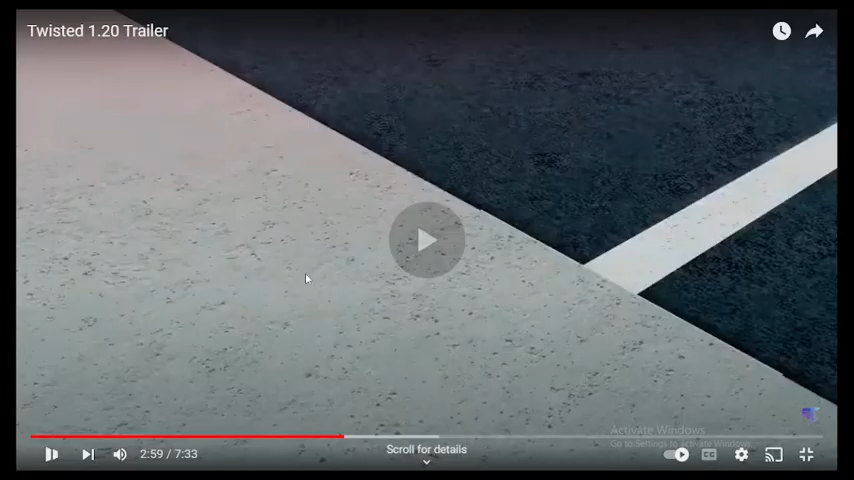 Twisted 1.20 Trailer
Activate Windows
Go to Settings to activate Windows.
Scroll for details
2:59 / 7:33
CC